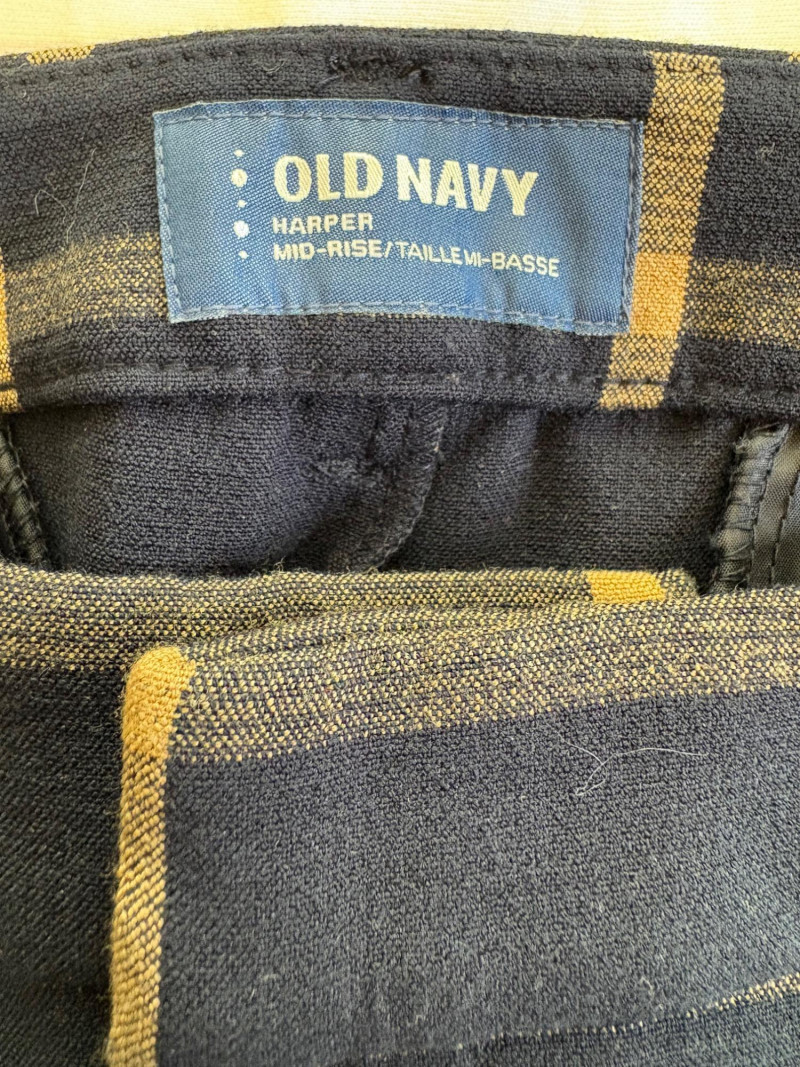 OLD NAVY
HARPER
MID-RISE/TAILLE MI-BASSE